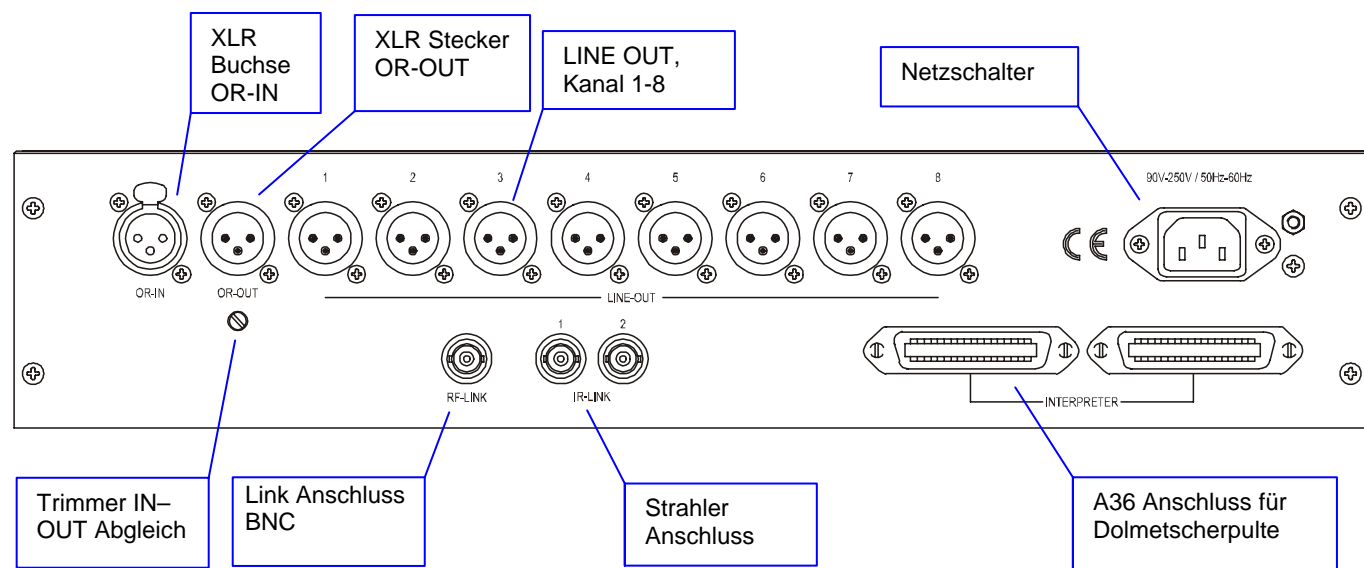 XLR
Buchse
OR-IN
XLR Stecker
OR-OUT
LINE OUT,
Kanal 1-8
Netzschalter
1 2 3 4 5 6 7 8
90V-250V / 50Hz-60Hz
CE
OR-IN
OR-OUT
LINE-OUT
1 2
RF-LINK
IR-LINK
INTERPRETER
Trimmer IN–
OUT Abgleich
Link Anschluss
BNC
Strahler
Anschluss
A36 Anschluss für
Dolmetscherpulte